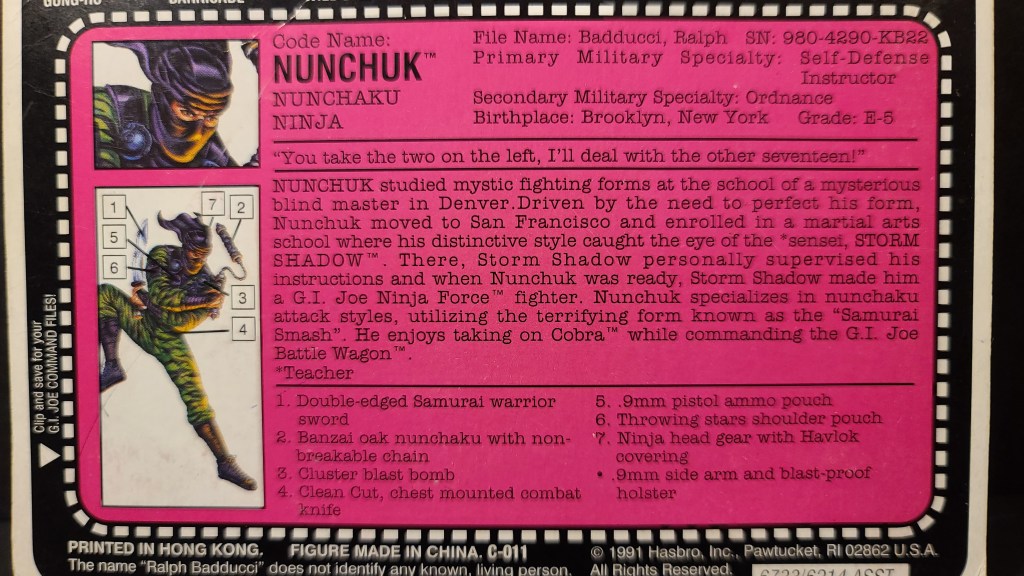 Code Name:
NUNCHUK™
NUNCHAKU
NINJA
File Name: Badducci, Ralph SN: 980-4290-KB22
Primary Military Specialty: Self-Defense
Instructor
Secondary Military Specialty: Ordnance
Birthplace: Brooklyn, New York Grade: E-5
"You take the two on the left, I'll deal with the other seventeen!"
NUNCHUK studied mystic fighting forms at the school of a mysterious
blind master in Denver.Driven by the need to perfect his form,
Nunchuk moved to San Francisco and enrolled in a martial arts
school where his distinctive style caught the eye of the *sensei, STORM
SHADOW™. There, Storm Shadow personally supervised his
instructions and when Nunchuk was ready, Storm Shadow made him
a G.I. Joe Ninja Force™ fighter. Nunchuk specializes in nunchaku
attack styles, utilizing the terrifying form known as the "Samurai
Smash". He enjoys taking on Cobra™ while commanding the G.I. Joe
Battle Wagon™.
*Teacher
1
5
6
7
2
3
4
1. Double-edged Samurai warrior
sword
2. Banzai oak nunchaku with non-
breakable chain
3. Cluster blast bomb
4. Clean Cut, chest mounted combat
knife
5. .9mm pistol ammo pouch
6. Throwing stars shoulder pouch
7. Ninja head gear with Havlok
covering
* .9mm side arm and blast-proof
holster
Clip and save for your
G.I. JOE COMMAND FILES!
PRINTED IN HONG KONG. FIGURE MADE IN CHINA. C-011
The name "Ralph Badducci" does not identify any known, living person.
© 1991 Hasbro, Inc., Pawtucket, RI 02862 U.S.A.
All Rights Reserved.